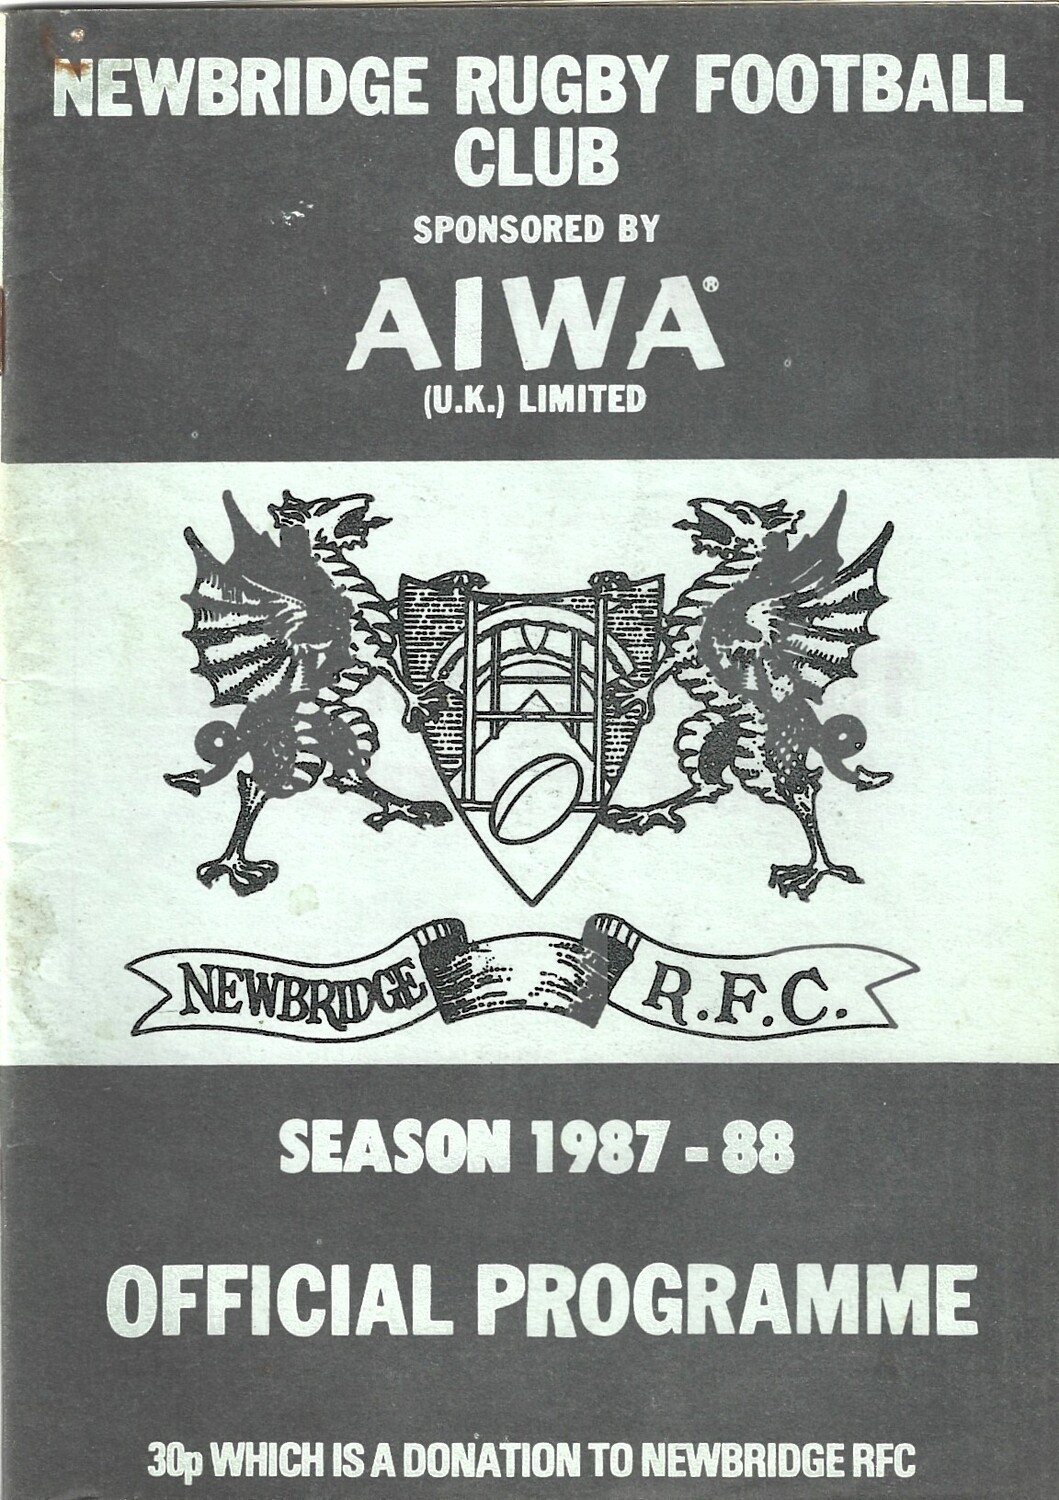 NEWBRIDGE RUGBY FOOTBALL
CLUB
SPONSORED BY
AIWA®
(U.K.) LIMITED
NEWBRIDGE R.F.C.
SEASON 1987 - 88
OFFICIAL PROGRAMME
30p WHICH IS A DONATION TO NEWBRIDGE RFC